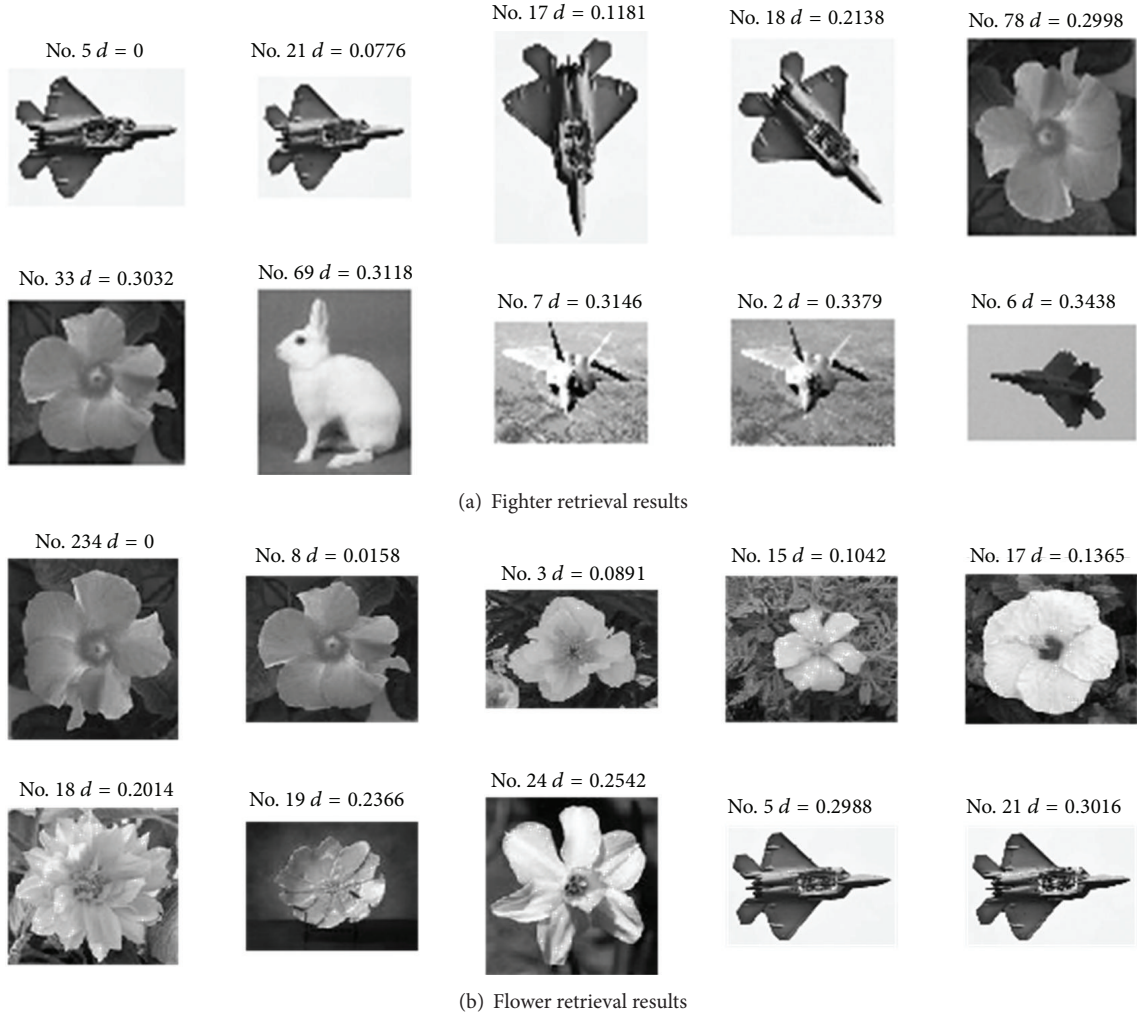 No. 5 d = 0
No. 21 d = 0.0776
No. 17 d = 0.1181
No. 18 d = 0.2138
No. 78 d = 0.2998
No. 33 d = 0.3032
No. 69 d = 0.3118
No. 7 d = 0.3146
No. 2 d = 0.3379
No. 6 d = 0.3438
(a) Fighter retrieval results
No. 234 d = 0
No. 8 d = 0.0158
No. 3 d = 0.0891
No. 15 d = 0.1042
No. 17 d = 0.1365
No. 18 d = 0.2014
No. 19 d = 0.2366
No. 24 d = 0.2542
No. 5 d = 0.2988
No. 21 d = 0.3016
(b) Flower retrieval results